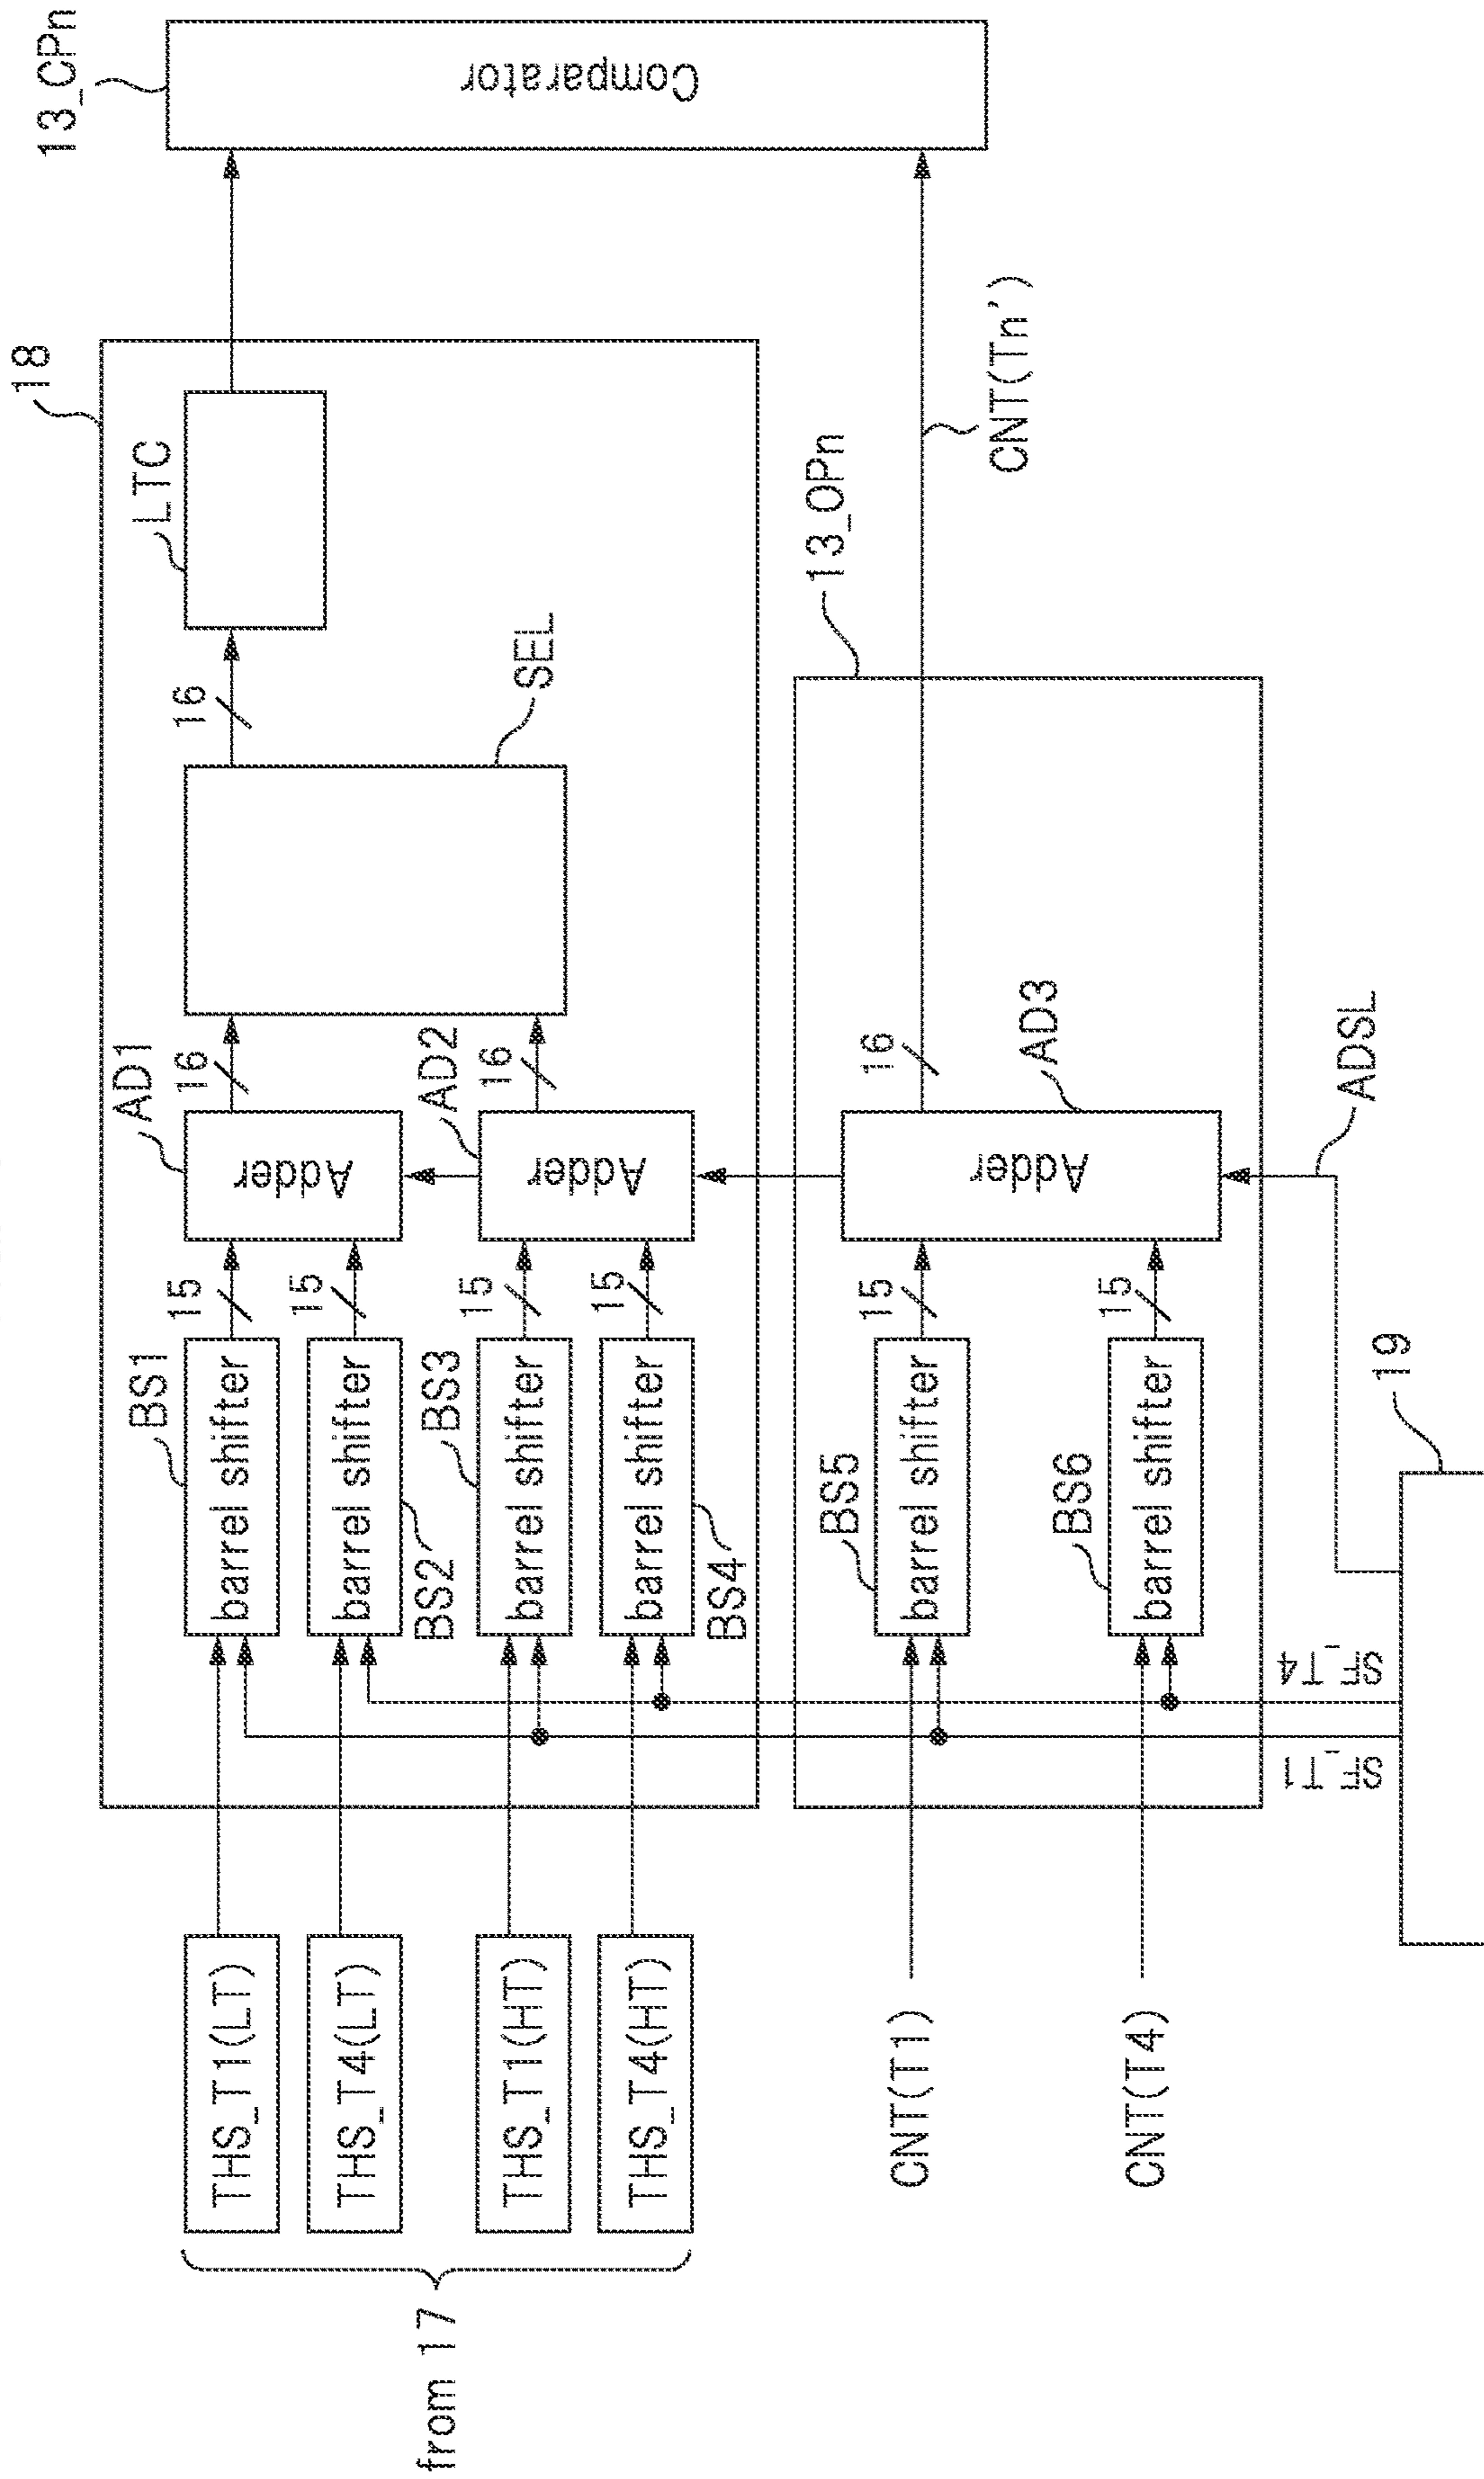 from 17
THS_T1(LT)
THS_T4(LT)
THS_T1(HT)
THS_T4(HT)
CNT(T1)
CNT(T4)
18
BS1
barrel shifter
15
barrel shifter
15
BS2
BS3
barrel shifter
15
barrel shifter
15
BS4
AD1
Adder
16
AD2
Adder
16
SEL
16
LTC
13_OPn
BS5
barrel shifter
15
BS6
barrel shifter
15
Adder
16
AD3
SF_T1
SF_T4
19
ADSL
CNT(Tn')
13_CPn
Comparator